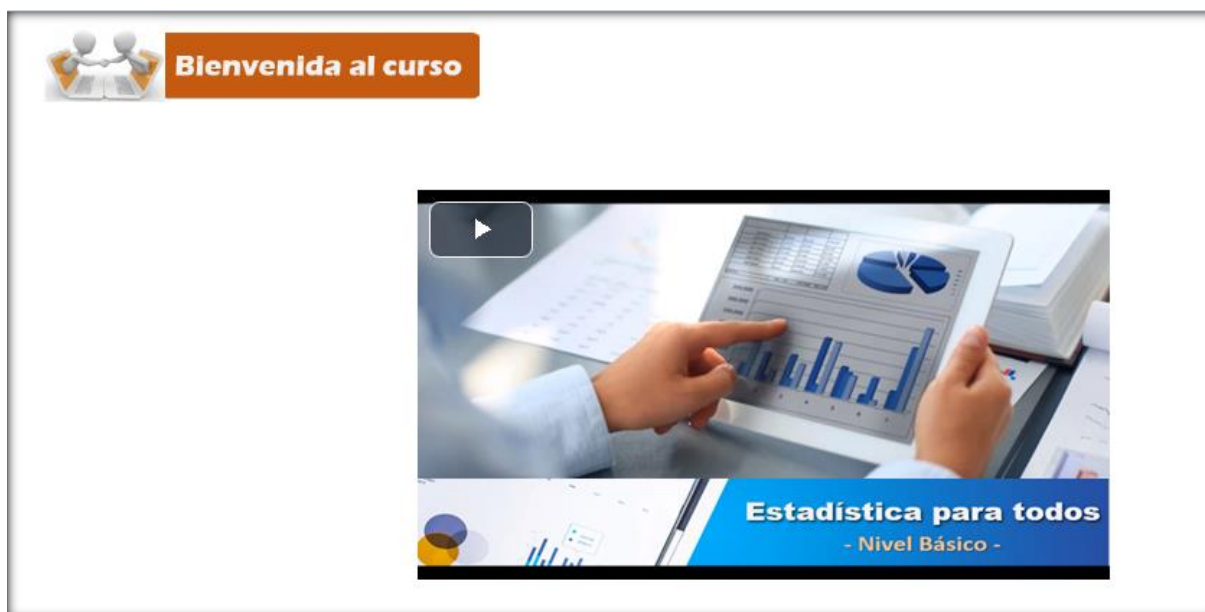 Bienvenida al curso
Estadística para todos
- Nivel Básico -